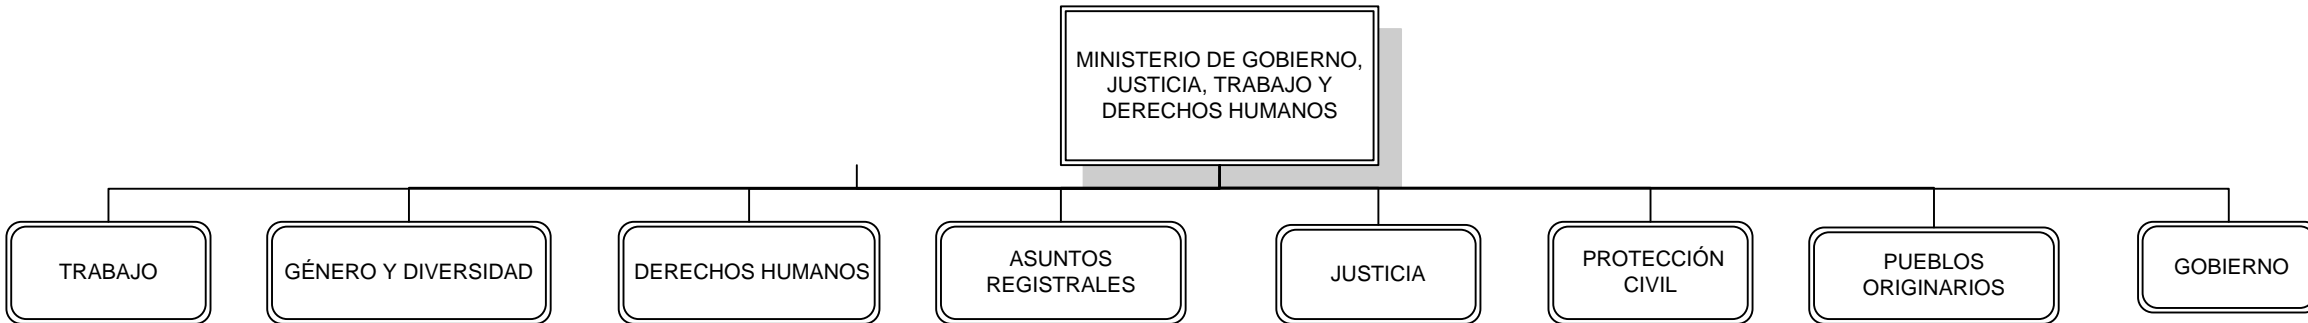 MINISTERIO DE GOBIERNO,
JUSTICIA, TRABAJO Y
DERECHOS HUMANOS
TRABAJO
GÉNERO Y DIVERSIDAD
DERECHOS HUMANOS
ASUNTOS
REGISTRALES
JUSTICIA
PROTECCIÓN
CIVIL
PUEBLOS
ORIGINARIOS
GOBIERNO